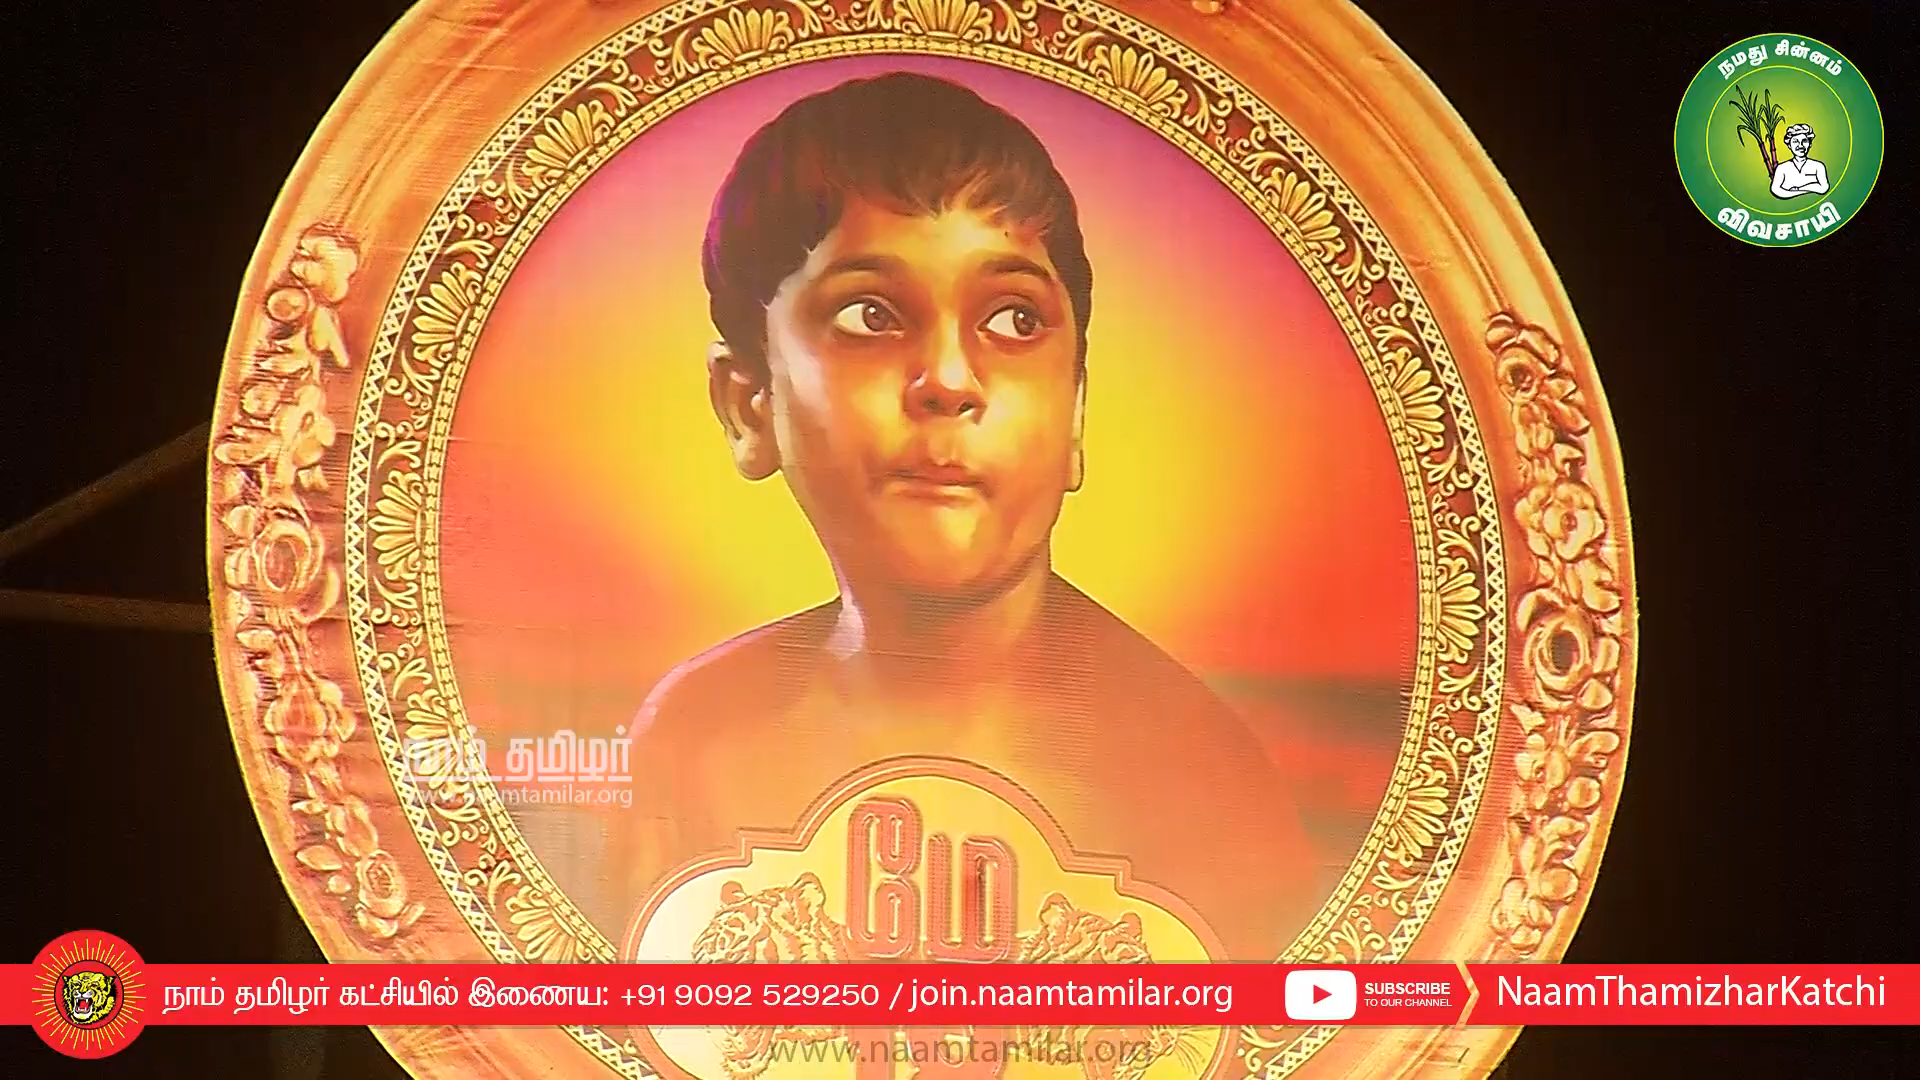 நமது சின்னம்
விவசாயி
நாம் தமிழர்
www.naamtamilar.org
மே
நாம் தமிழர் கட்சியில் இணைய: +91 9092 529250 / join.naamtamilar.org
SUBSCRIBE
TO OUR CHANNEL
NaamThamizharKatchi
www.naamtamilar.org